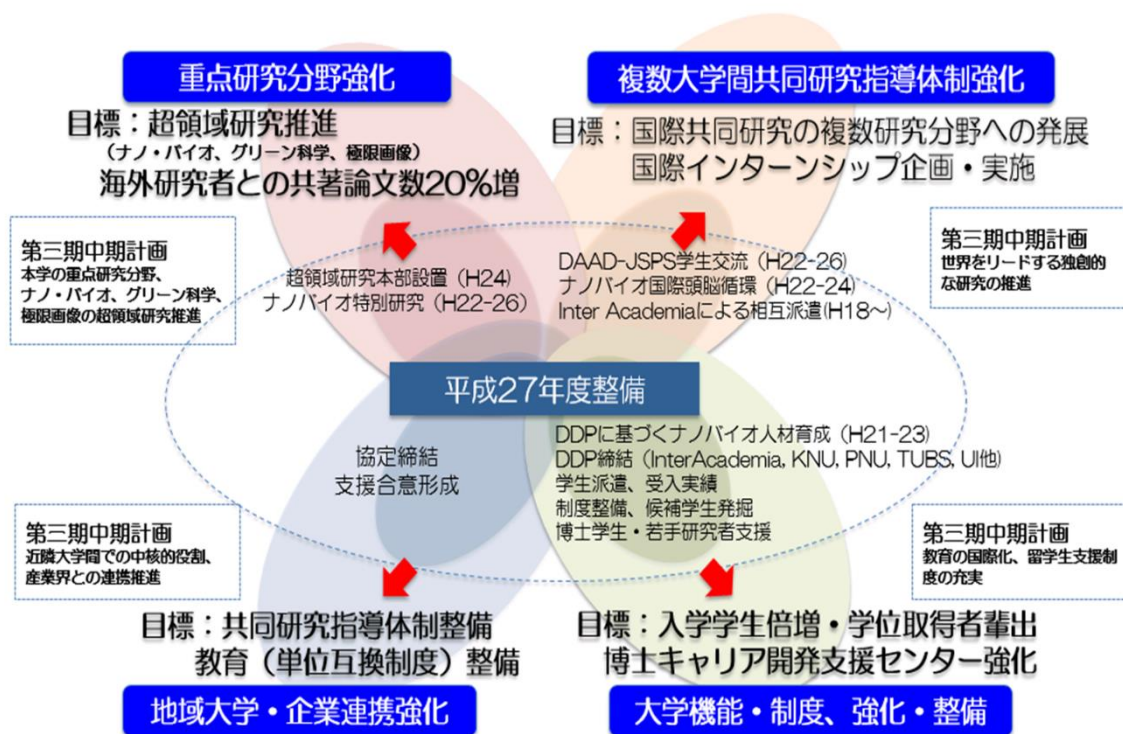 重点研究分野強化
目標：超領域研究推進
（ナノ・バイオ、グリーン科学、極限画像）
海外研究者との共著論文数20%増
複数大学間共同研究指導体制強化
目標：国際共同研究の複数研究分野への発展
国際インターンシップ企画・実施
第三期中期計画
本学の重点研究分野、
ナノ・バイオ、グリーン科学、
極限画像の超領域研究推進
超領域研究本部設置（H24）
ナノバイオ特別研究（H22-26）
DAAD-JSPS学生交流（H22-26）
ナノバイオ国際頭脳循環（H22-24）
Inter Academiaによる相互派遣(H18～)
第三期中期計画
世界をリードする独創的
な研究の推進
平成27年度整備
協定締結
支援合意形成
DDPに基づくナノバイオ人材育成（H21-23）
DDP締結（InterAcademia, KNU, PNU, TUBS, UI他）
学生派遣、受入実績
制度整備、候補学生発掘
博士学生・若手研究者支援
第三期中期計画
近隣大学間での中核的役割、
産業界との連携推進
第三期中期計画
教育の国際化、留学生支援制
度の充実
目標：共同研究指導体制整備
教育（単位互換制度）整備
地域大学・企業連携強化
目標：入学学生倍増・学位取得者輩出
博士キャリア開発支援センター強化
大学機能・制度、強化・整備